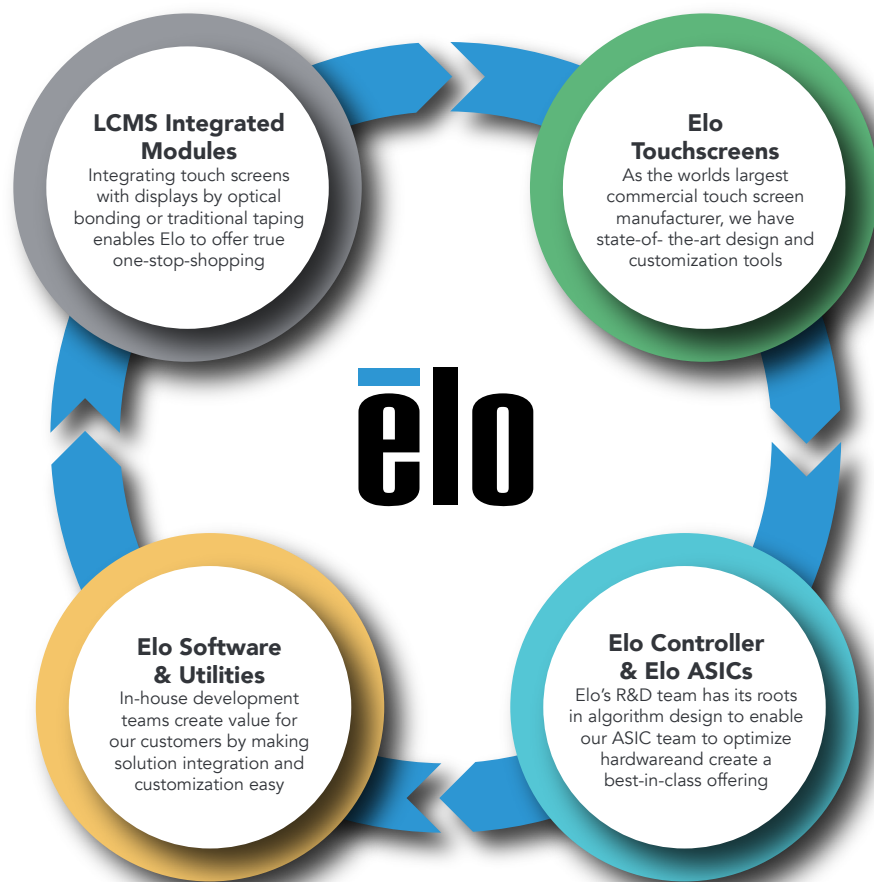 LCMS Integrated
Modules
Integrating touch screens
with displays by optical
bonding or traditional taping
enables Elo to offer true
one-stop-shopping
Elo
Touchscreens
As the worlds largest
commercial touch screen
manufacturer, we have
state-of- the-art design and
customization tools
elo
Elo Software
& Utilities
In-house development
teams create value for
our customers by making
solution integration and
customization easy
Elo Controller
& Elo ASICs
Elo's R&D team has its roots
in algorithm design to enable
our ASIC team to optimize
hardwareand create a
best-in-class offering